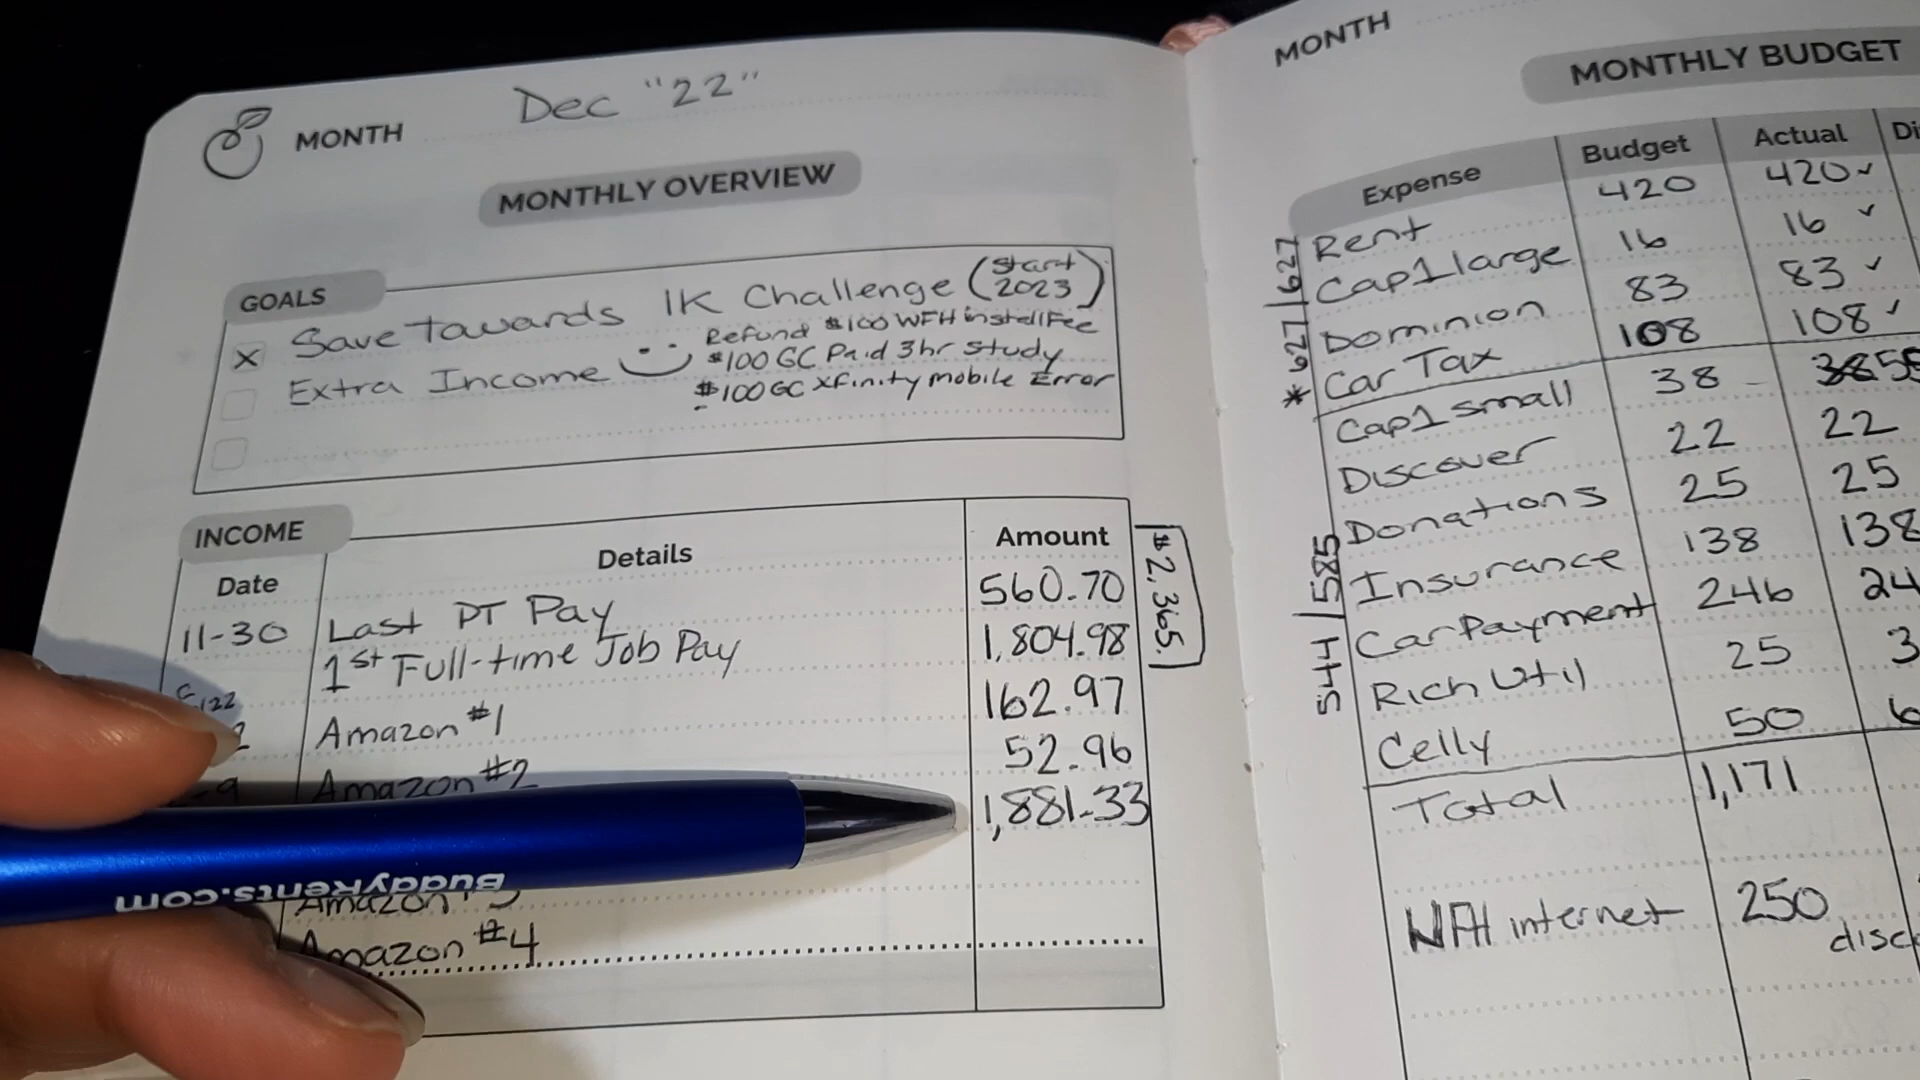 MONTH Dec "22"
MONTHLY OVERVIEW
GOALS
x Save Towards 1K Challenge (Start 2023)
Extra Income Refund $100 WFH install Fee
$100 GC Paid 3hr Study
$100 GC Xfinity mobile Error
INCOME
Date Details Amount
11-30 Last PT Pay 560.70
1st Full-time Job Pay 1,804.98
Amazon #1 162.97
Amazon #2 52.96
1,881.33
Amazon
Amazon #4
$2,365.
BuddyRents.com
MONTH
MONTHLY BUDGET
Expense Budget Actual
Rent 420 420✓
Cap1 large 16 16 ✓
Dominion 83 83 ✓
Car Tax 108 108✓
Cap1 small 38
Discover 22 22
Donations 25 25
Insurance 138 138
Car Payment 246
Rich Util 25
Celly 50
Total 1,171
WFH internet 250
* 627 | 627
544 | 585